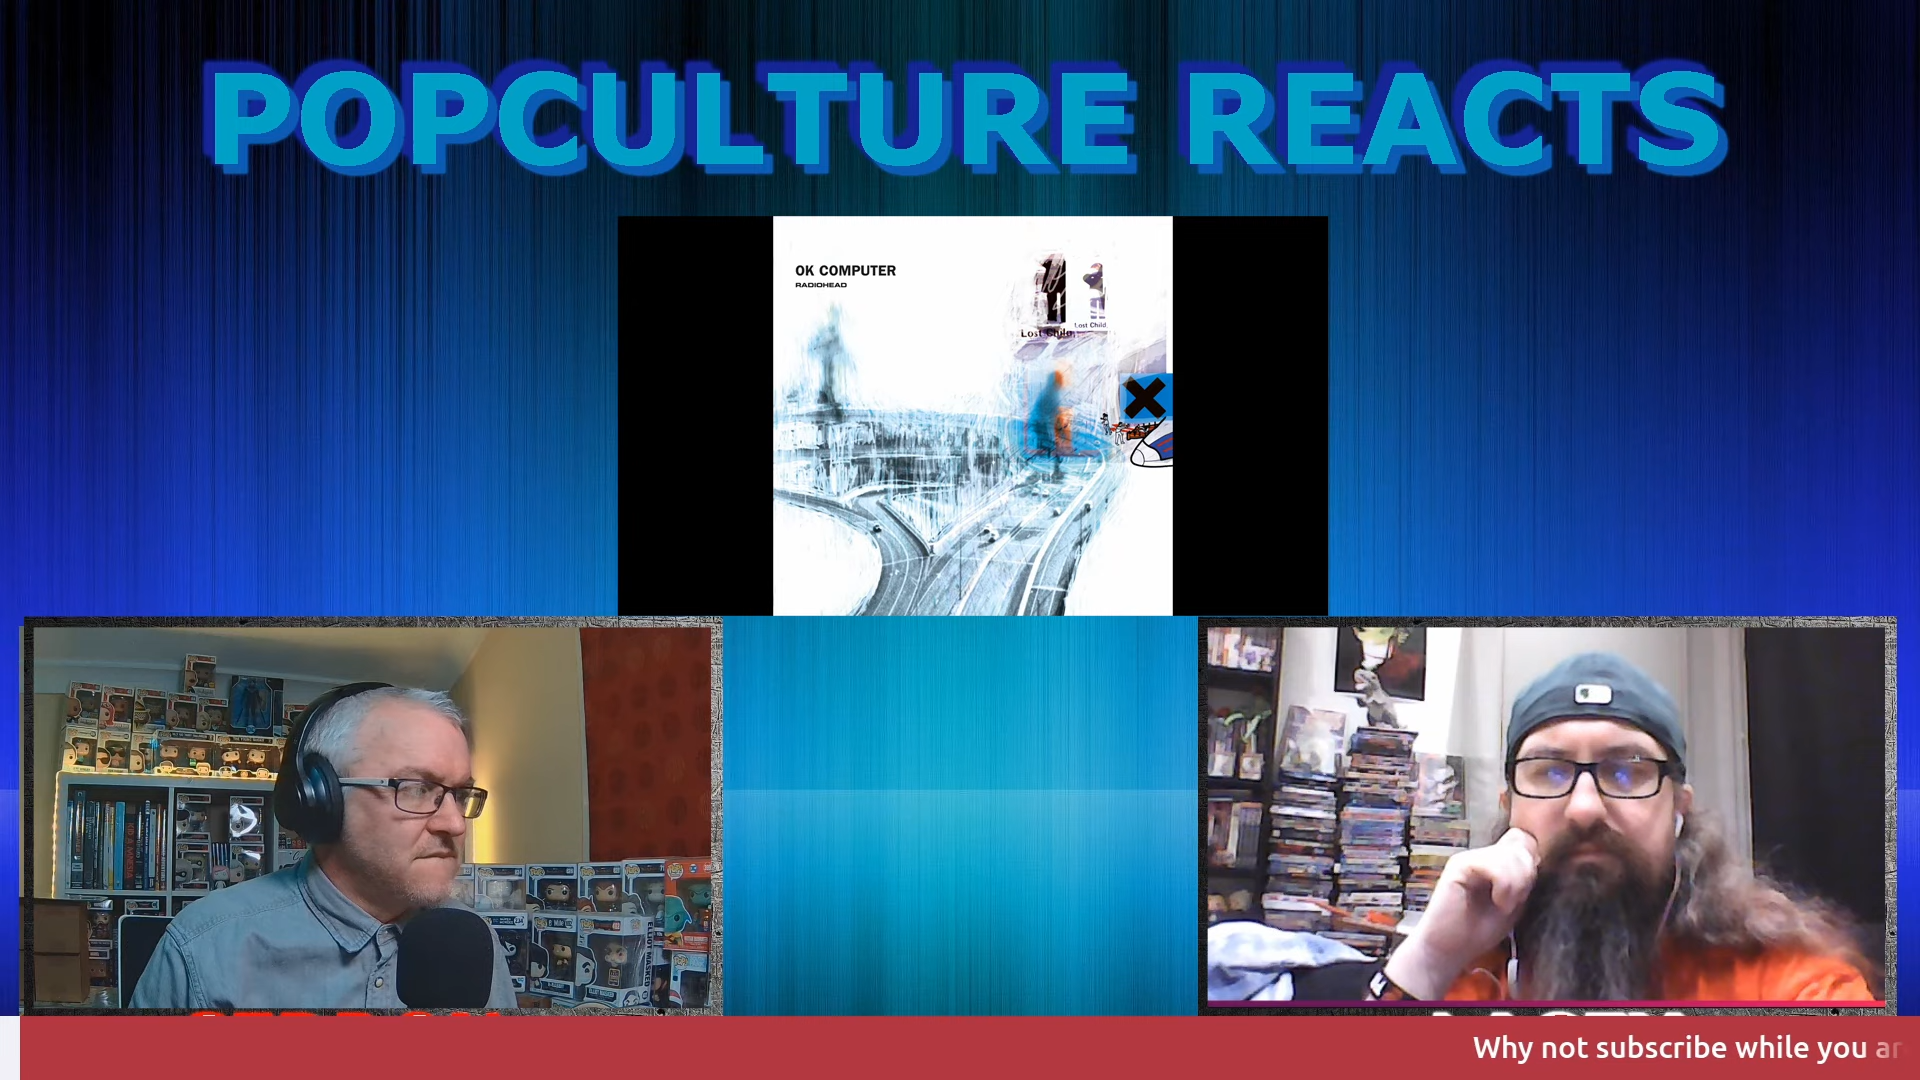 POPCULTURE REACTS
OK COMPUTER
RADIOHEAD
Lost Child
Lost Child
Why not subscribe while you ar